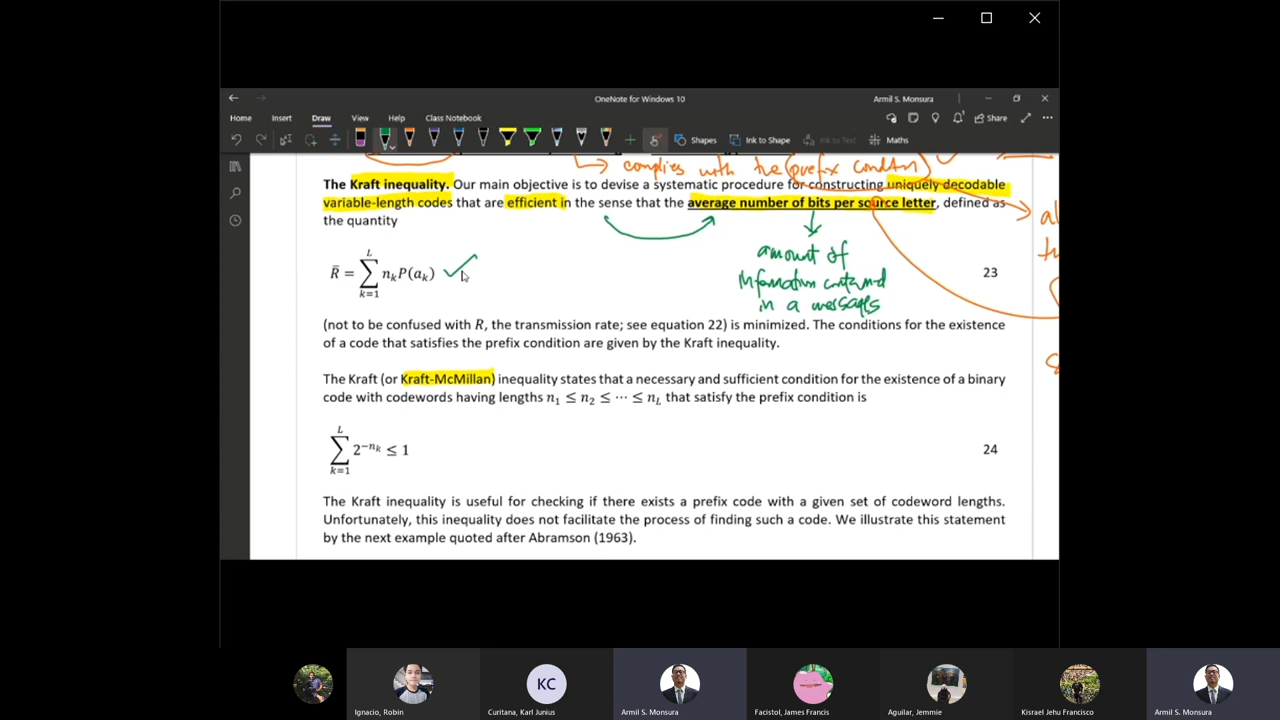 OneNote for Windows 10
Armil S. Monsura
Home Insert Draw View Help Class Notebook
Share
Shapes Ink to Shape Ink to Text Maths
complies with the (prefix condition)
The Kraft inequality. Our main objective is to devise a systematic procedure for constructing uniquely decodable
variable-length codes that are efficient in the sense that the average number of bits per source letter, defined as
the quantity
amount of
information contained
in a messages
R̄ = ∑_{k=1}^{L} n_k P(a_k) 23
(not to be confused with R, the transmission rate; see equation 22) is minimized. The conditions for the existence
of a code that satisfies the prefix condition are given by the Kraft inequality.
The Kraft (or Kraft-McMillan) inequality states that a necessary and sufficient condition for the existence of a binary
code with codewords having lengths n₁ ≤ n₂ ≤ ⋯ ≤ n_L that satisfy the prefix condition is
∑_{k=1}^{L} 2^{-n_k} ≤ 1 24
The Kraft inequality is useful for checking if there exists a prefix code with a given set of codeword lengths.
Unfortunately, this inequality does not facilitate the process of finding such a code. We illustrate this statement
by the next example quoted after Abramson (1963).
KC
Ignacio, Robin
Curitana, Karl Junius
Armil S. Monsura
Facistol, James Francis
Aguilar, Jemmie
Kisrael Jehu Francisco
Armil S. Monsura